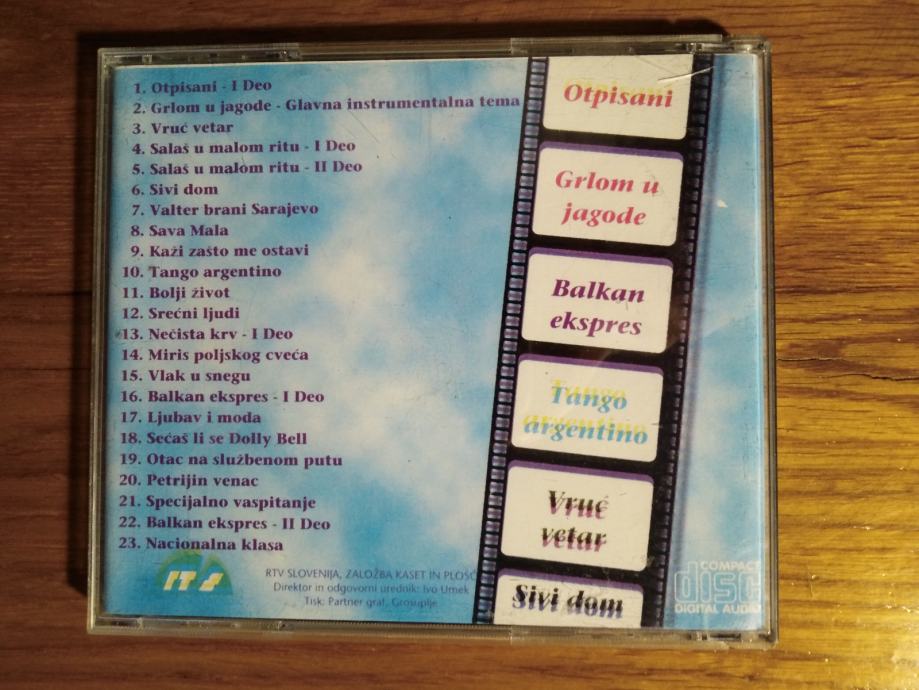 1. Otpisani - I Deo
2. Grlom u jagode - Glavna instrumentalna tema
3. Vruć vetar
4. Salaš u malom ritu - I Deo
5. Salaš u malom ritu - II Deo
6. Sivi dom
7. Valter brani Sarajevo
8. Sava Mala
9. Kaži zašto me ostavi
10. Tango argentino
11. Bolji život
12. Srećni ljudi
13. Nečista krv - I Deo
14. Miris poljskog cveća
15. Vlak u snegu
16. Balkan ekspres - I Deo
17. Ljubav i moda
18. Sećaš li se Dolly Bell
19. Otac na službenom putu
20. Petrijin venac
21. Specijalno vaspitanje
22. Balkan ekspres - II Deo
23. Nacionalna klasa
RTV SLOVENIJA, ZALOŽBA KASET IN PLOŠČ
Direktor in odgovorni urednik: Ivo Umek
Tisk: Partner graf, Grosuplje
ITS
Otpisani
Grlom u
jagode
Balkan
ekspres
Tango
argentino
Vruć
vetar
Sivi dom
COMPACT
disc
DIGITAL AUDIO